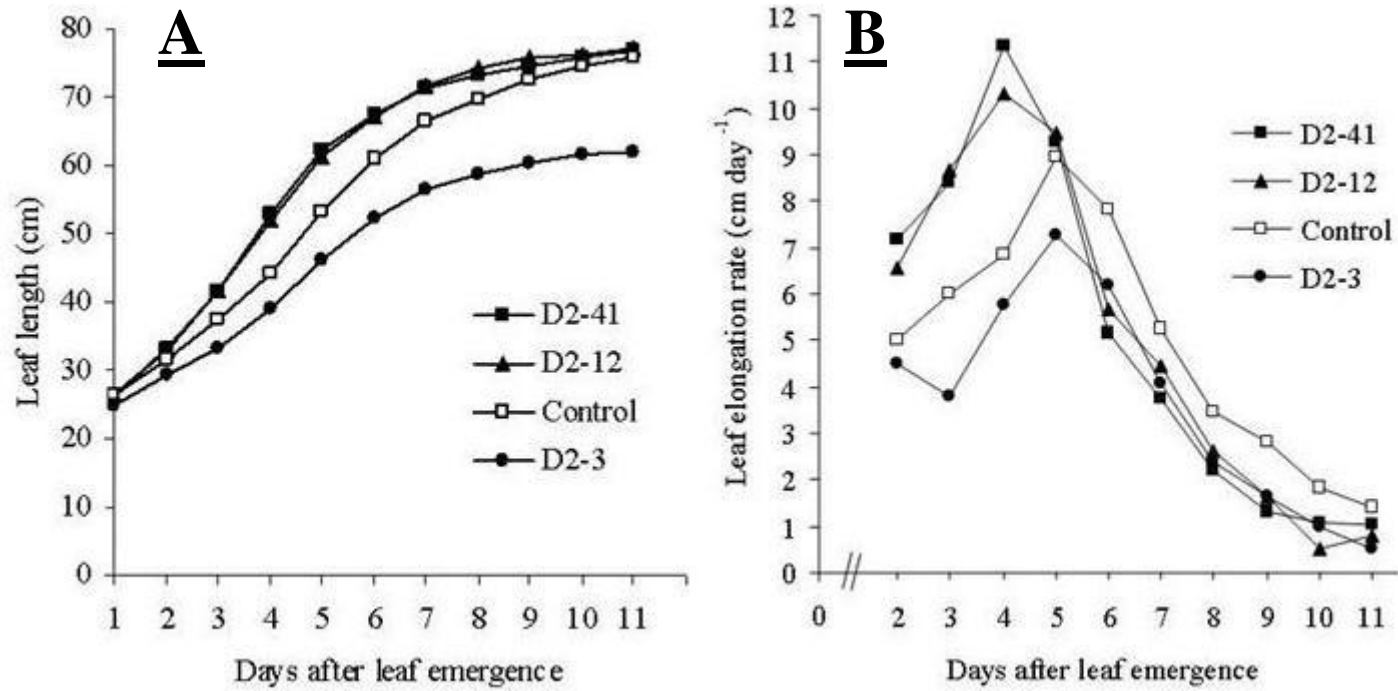 A
Leaf length (cm)
80
70
60
50
40
30
20
10
0
1 2 3 4 5 6 7 8 9 10 11
Days after leaf emergence
D2-41
D2-12
Control
D2-3
B
Leaf elongation rate (cm day -1)
12
11
10
9
8
7
6
5
4
3
2
1
0
0 2 3 4 5 6 7 8 9 10 11
Days after leaf emergence
D2-41
D2-12
Control
D2-3